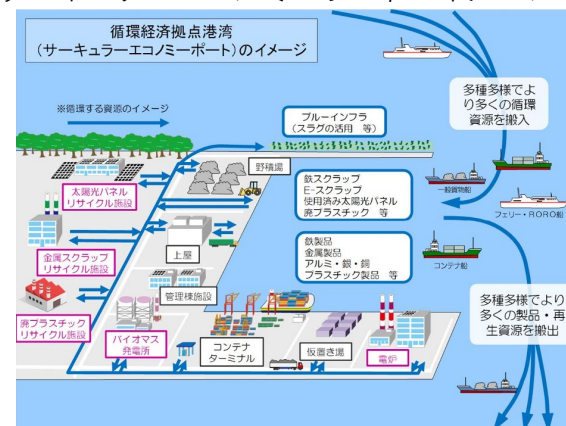 循環経済拠点港湾
（サーキュラーエコノミーポート）のイメージ
※循環する資源のイメージ
ブルーインフラ
（スラグの活用　等）
多種多様でよ
り多くの循環
資源を搬入
野積場
太陽光パネル
リサイクル施設
鉄スクラップ
E-スクラップ
使用済み太陽光パネル
廃プラスチック　等
一般貨物船
フェリー・RORO船
上屋
金属スクラップ
リサイクル施設
鉄製品
金属製品
アルミ・銀・銅
プラスチック製品　等
コンテナ船
管理棟施設
多種多様でより
多くの製品・再
生資源を搬出
廃プラスチック
リサイクル施設
バイオマス
発電所
コンテナ
ターミナル
仮置き場
電炉